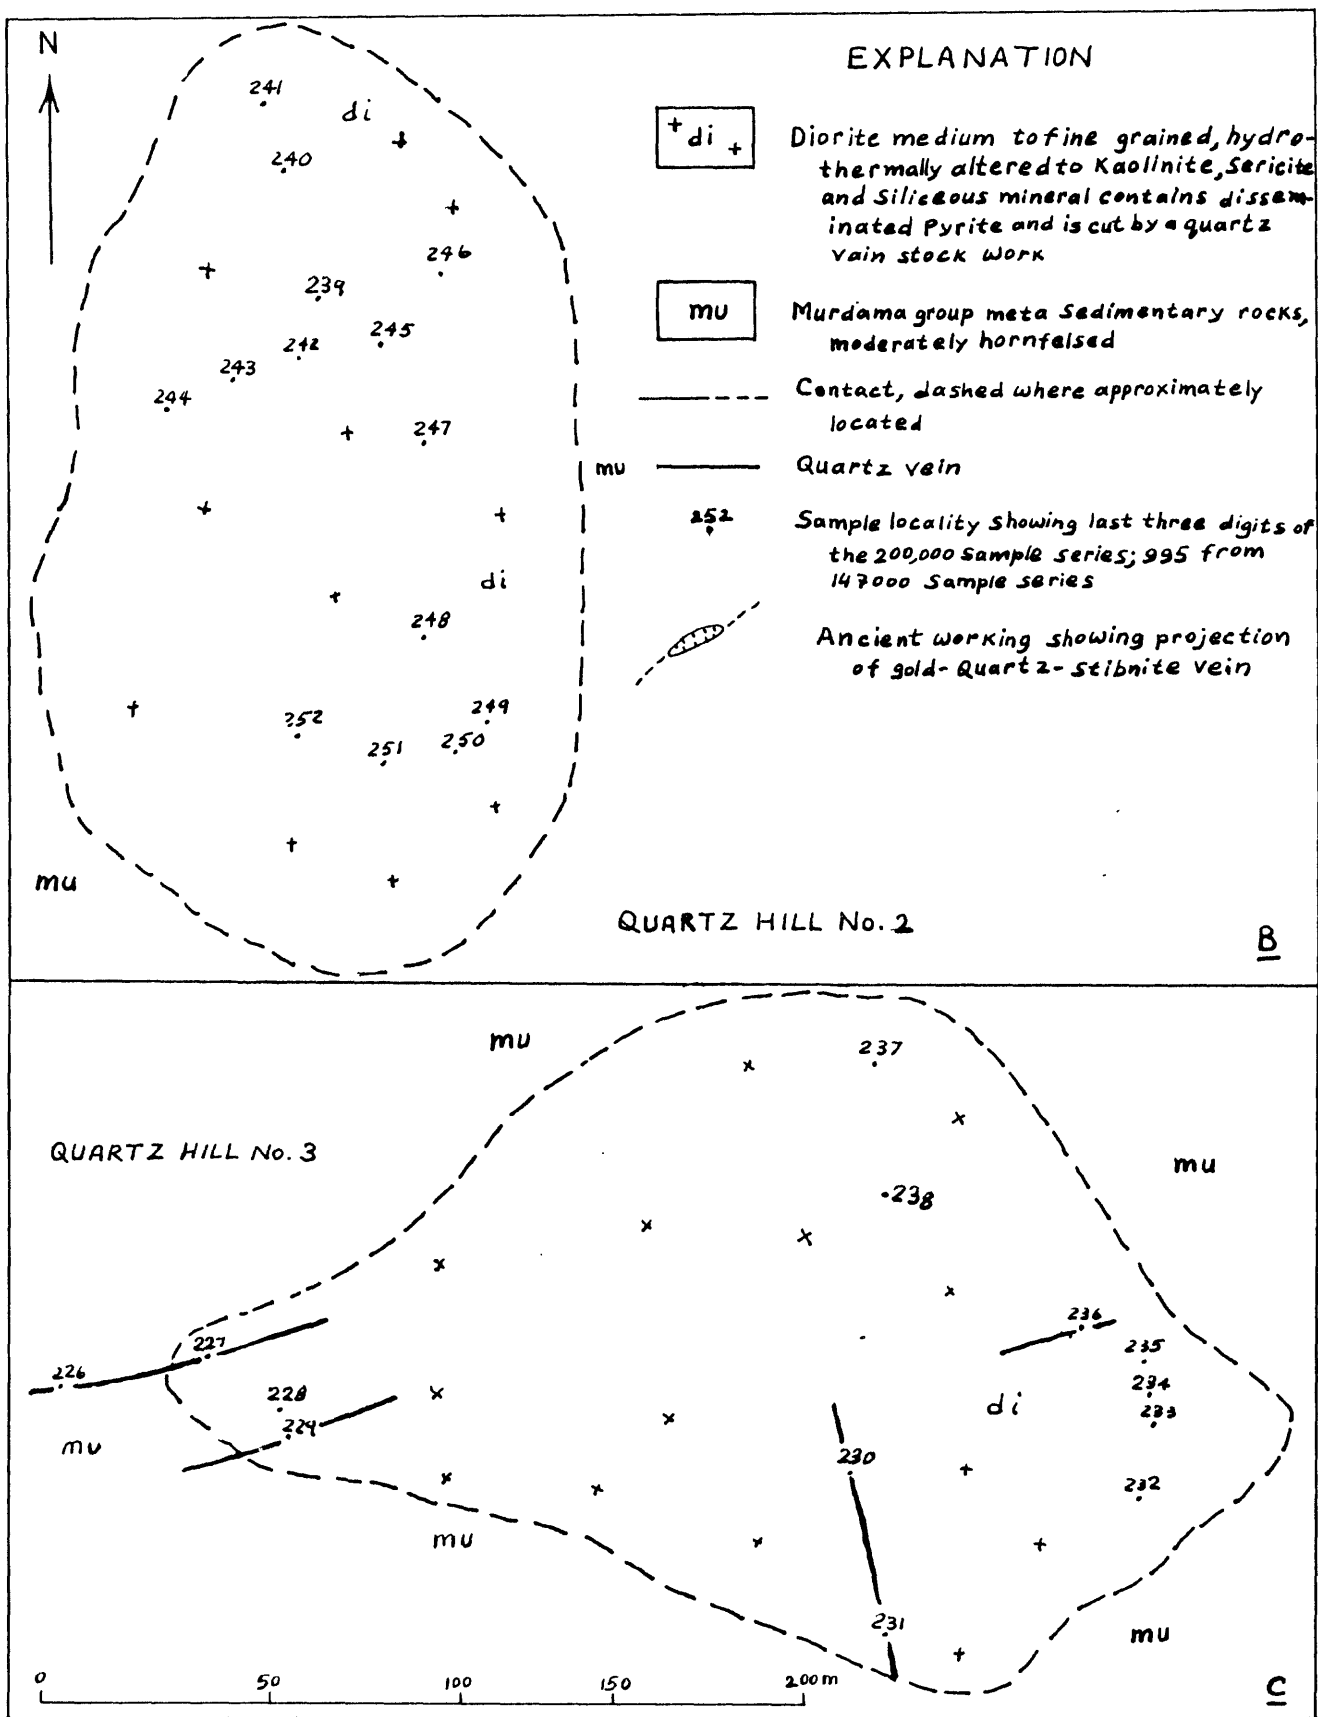 N
241
di
240
246
239
245
242
243
244
247
mu
di
248
252
249
250
251
mu
QUARTZ HILL No. 2
B
EXPLANATION
+ di +
Diorite medium to fine grained, hydro-
thermally altered to Kaolinite, Sericite
and Siliceous mineral contains dissem-
inated Pyrite and is cut by a quartz
vain stock work
mu
Murdama group meta Sedimentary rocks,
moderately hornfelsed
Contact, dashed where approximately
located
Quartz vein
252
Sample locality showing last three digits of
the 200,000 sample series; 995 from
147000 sample series
Ancient working showing projection
of gold-Quartz-stibnite vein
mu
237
QUARTZ HILL No. 3
mu
238
236
227
235
226
234
228
di
233
229
mu
230
232
mu
231
mu
0 50 100 150 200 m
C